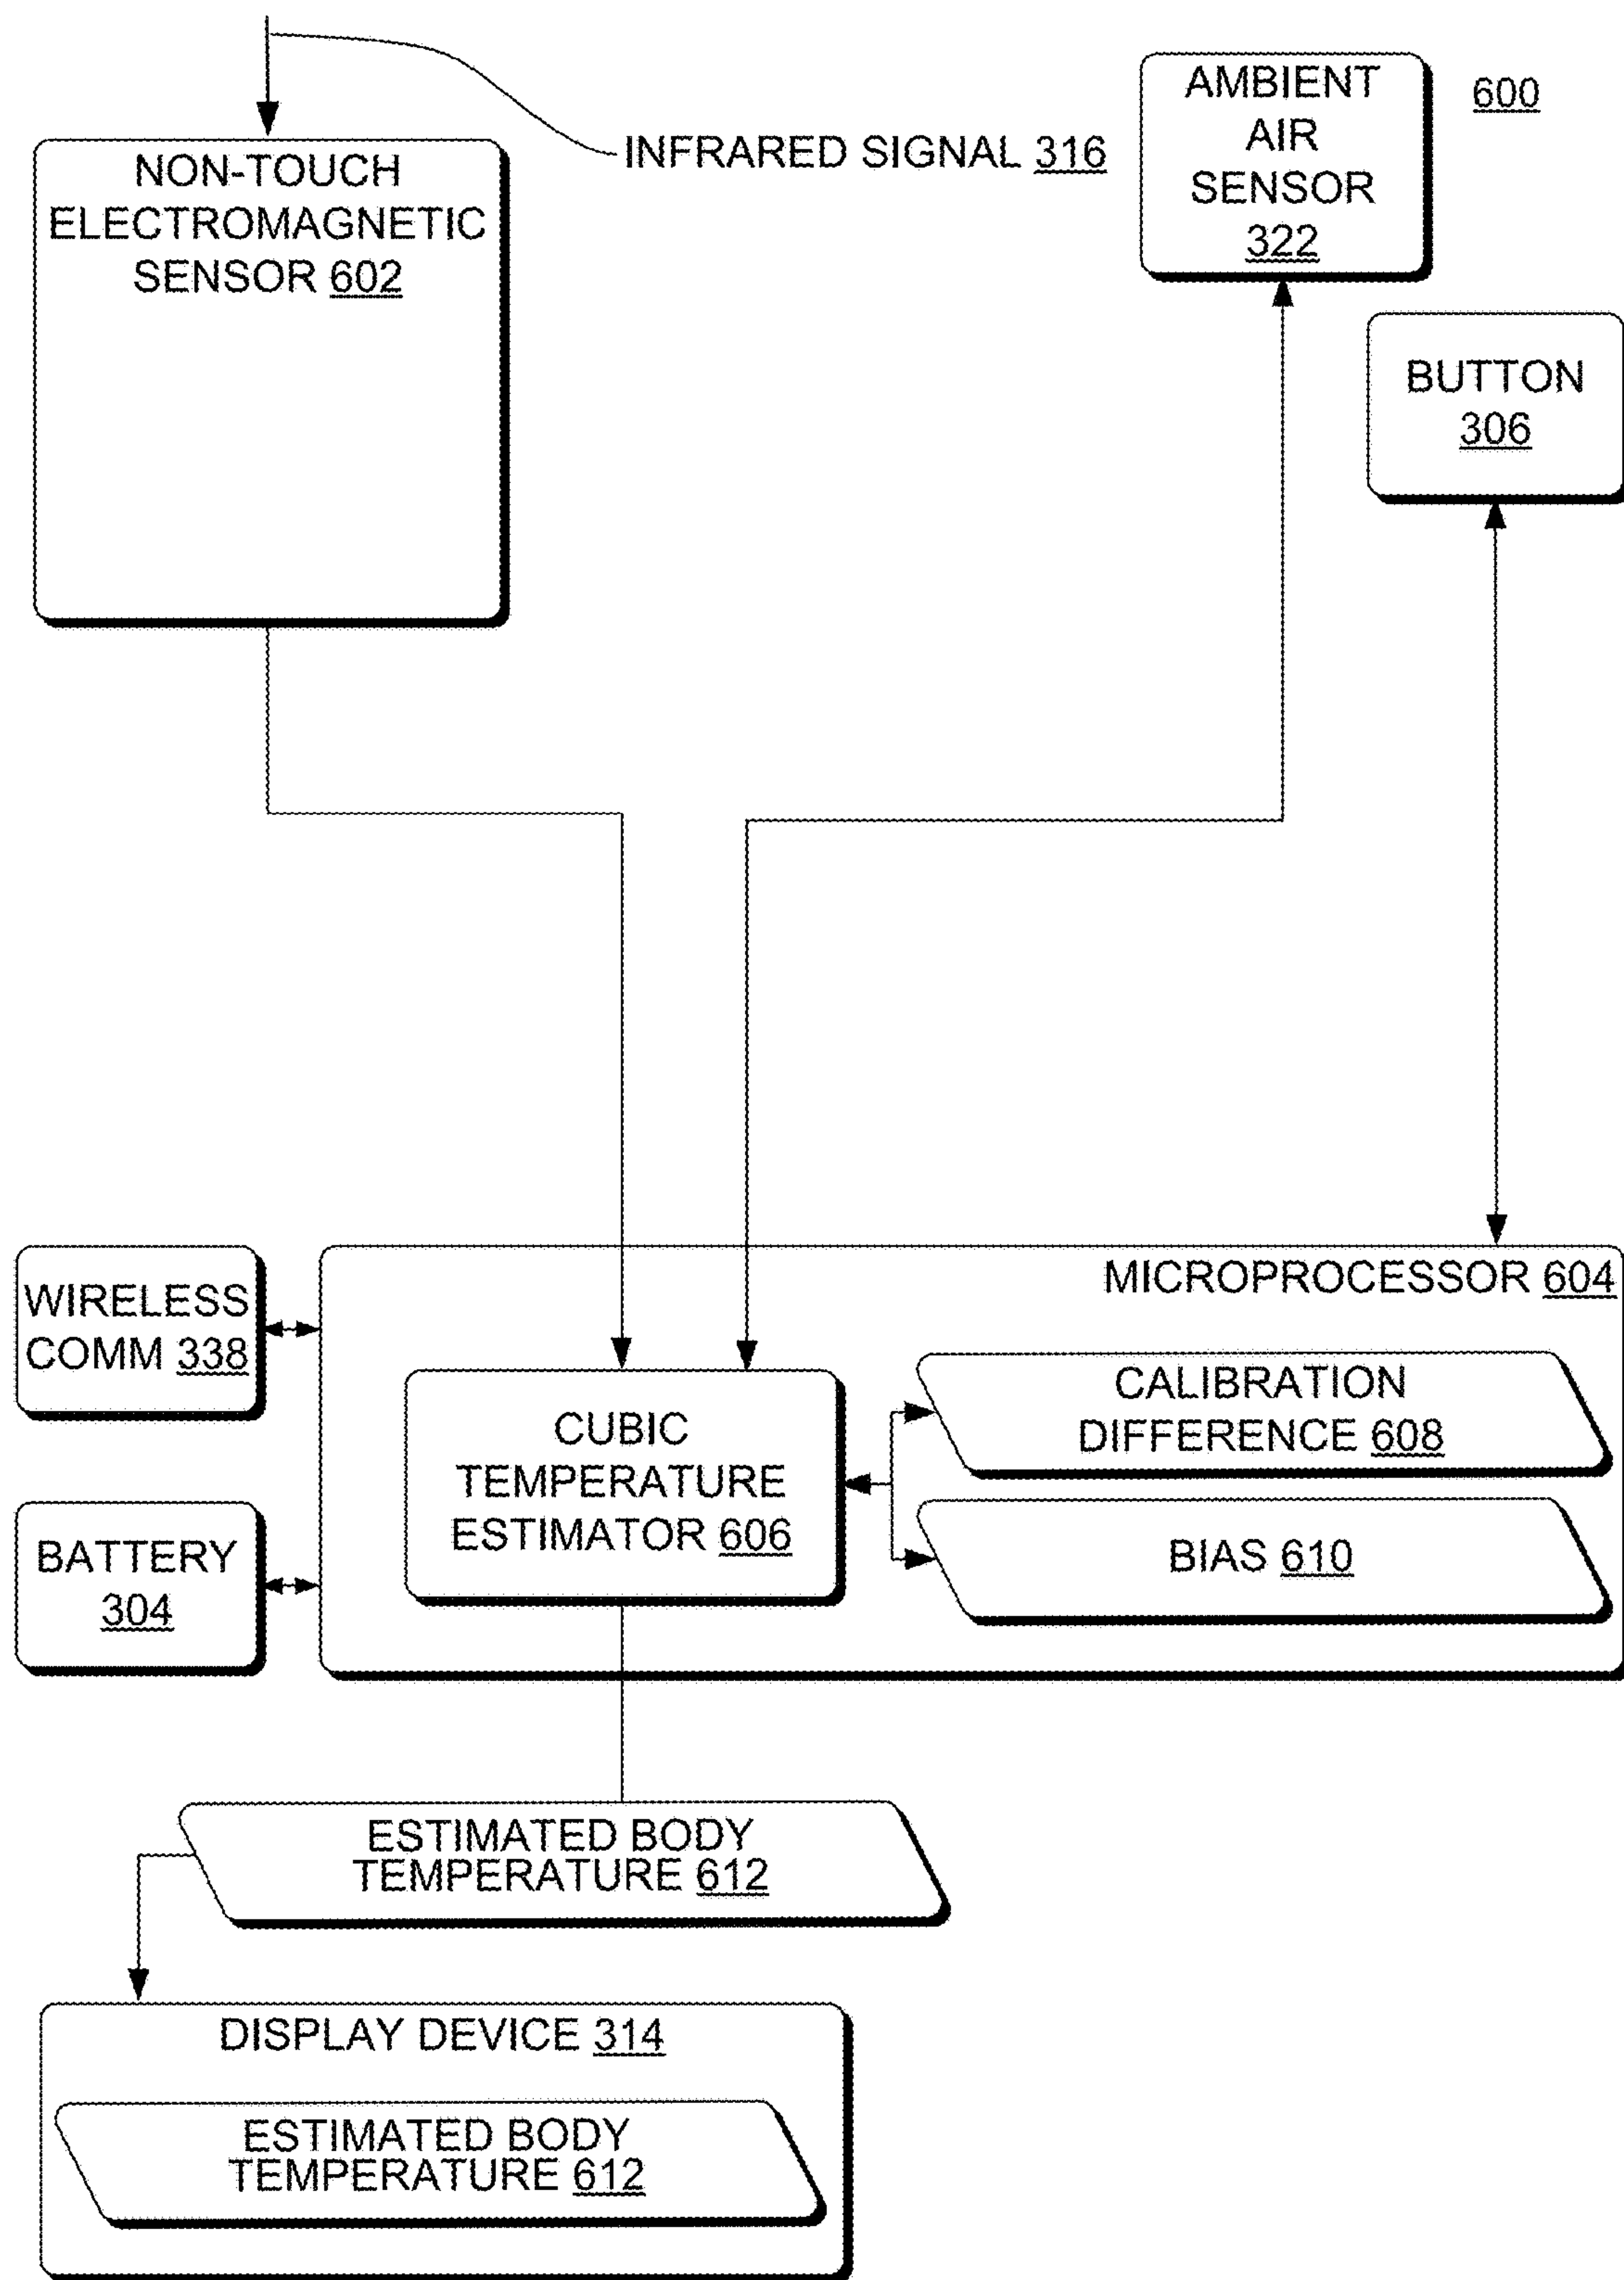 INFRARED SIGNAL 316
NON-TOUCH
ELECTROMAGNETIC
SENSOR 602
AMBIENT
AIR
SENSOR
322
600
BUTTON
306
MICROPROCESSOR 604
WIRELESS
COMM 338
BATTERY
304
CUBIC
TEMPERATURE
ESTIMATOR 606
CALIBRATION
DIFFERENCE 608
BIAS 610
ESTIMATED BODY
TEMPERATURE 612
DISPLAY DEVICE 314
ESTIMATED BODY
TEMPERATURE 612